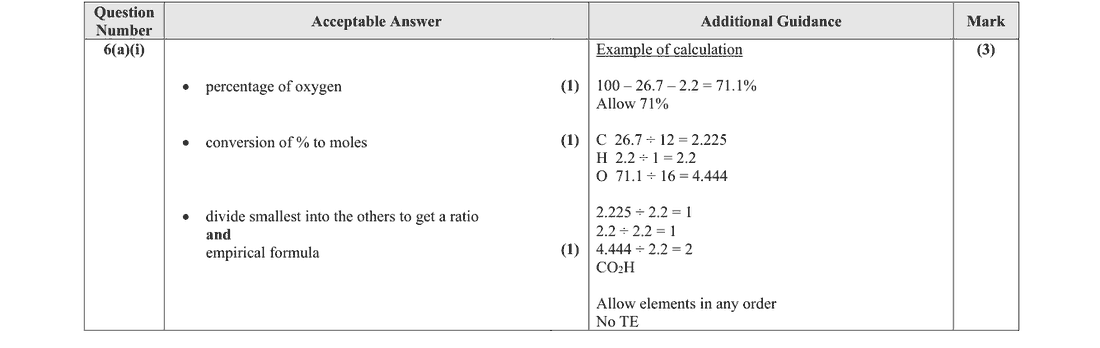 Question Number Acceptable Answer Additional Guidance Mark
6(a)(i) Example of calculation (3)
• percentage of oxygen (1) 100 – 26.7 – 2.2 = 71.1%
Allow 71%
• conversion of % to moles (1) C 26.7 ÷ 12 = 2.225
H 2.2 ÷ 1 = 2.2
O 71.1 ÷ 16 = 4.444
• divide smallest into the others to get a ratio 2.225 ÷ 2.2 = 1
and 2.2 ÷ 2.2 = 1
empirical formula (1) 4.444 ÷ 2.2 = 2
CO₂H
Allow elements in any order
No TE